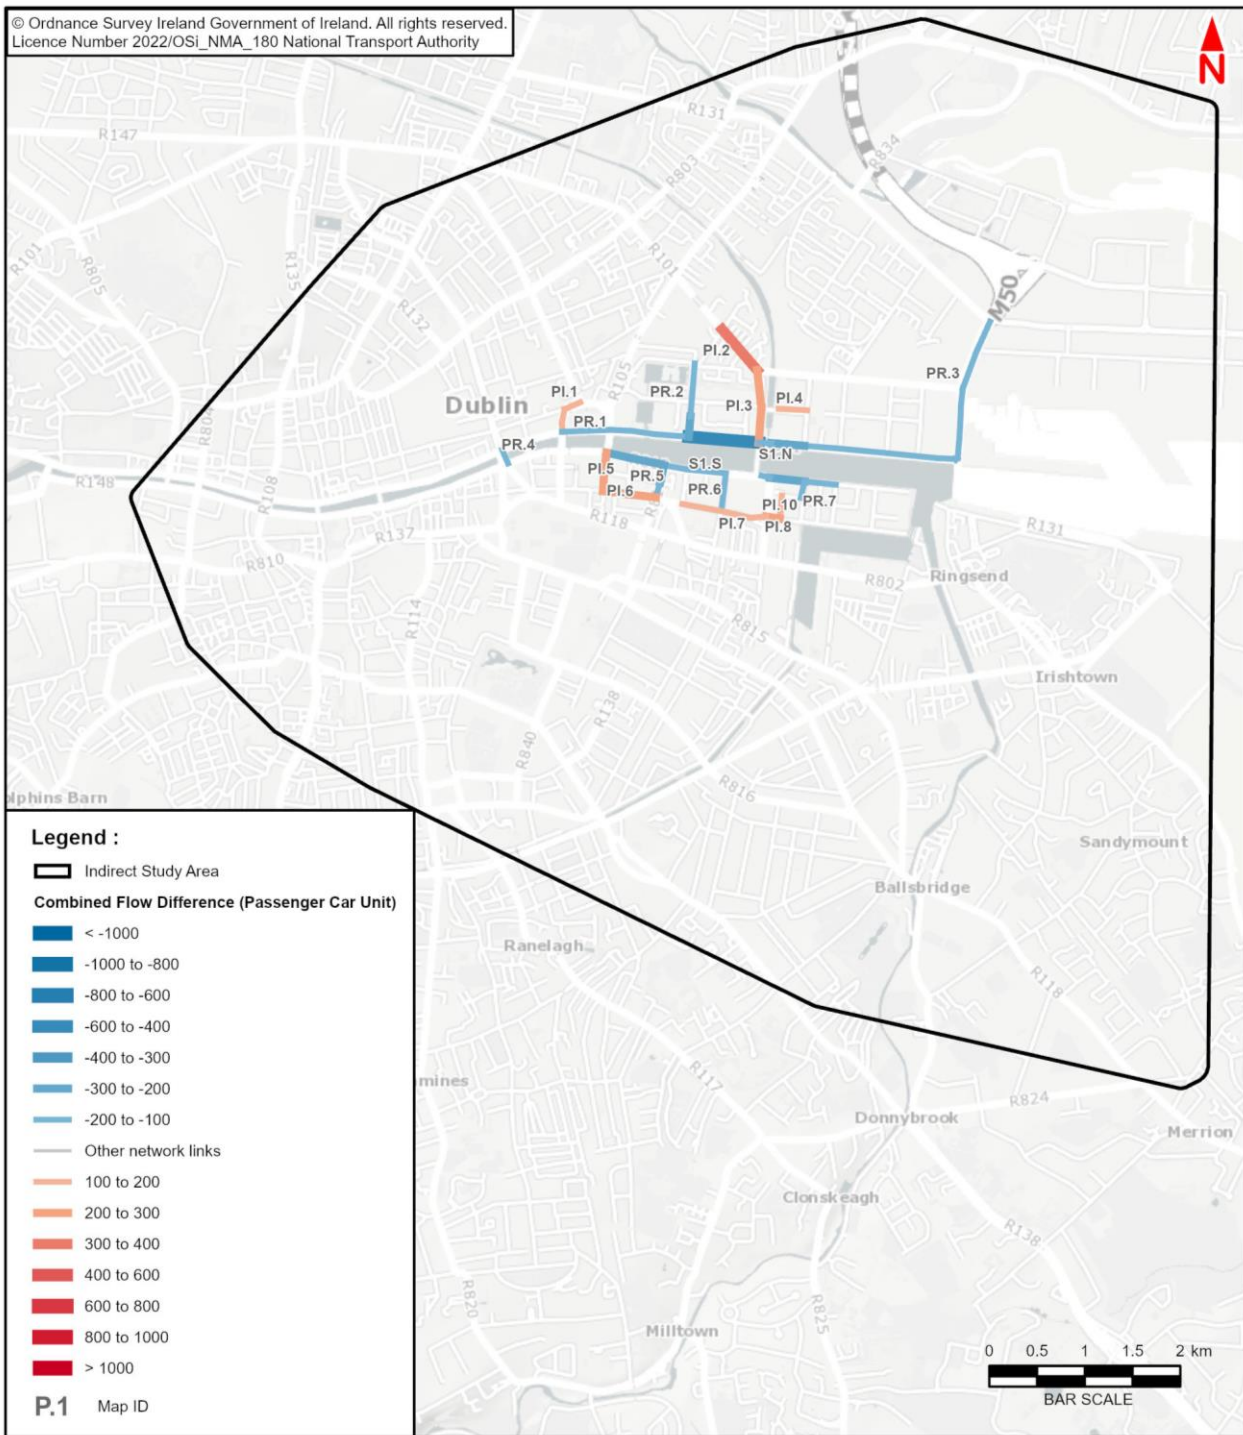 © Ordnance Survey Ireland Government of Ireland. All rights reserved.
Licence Number 2022/OSi_NMA_180 National Transport Authority
N
R131
R147
R834
R803
R101
R805
R135
R101
R132
M50
PI.2
R105
PR.3
PR.2
PI.1
PI.3
PI.4
Dublin
R804
PR.1
PR.4
S1.N
PI.5
S1.S
R148
R108
PR.5
PR.6
PI.6
PI.10
PR.7
R118
PI.7
PI.8
R131
R137
R810
R802
Ringsend
R114
R815
Irishtown
R138
R840
R816
olphins Barn
Sandymount
Ballsbridge
Ranelagh
R118
R117
mines
R824
Donnybrook
Merrion
Clonskeagh
R138
R820
R825
Milltown
Legend :
Indirect Study Area
Combined Flow Difference (Passenger Car Unit)
< -1000
-1000 to -800
-800 to -600
-600 to -400
-400 to -300
-300 to -200
-200 to -100
Other network links
100 to 200
200 to 300
300 to 400
400 to 600
600 to 800
800 to 1000
> 1000
P.1 Map ID
0 0.5 1 1.5 2 km
BAR SCALE